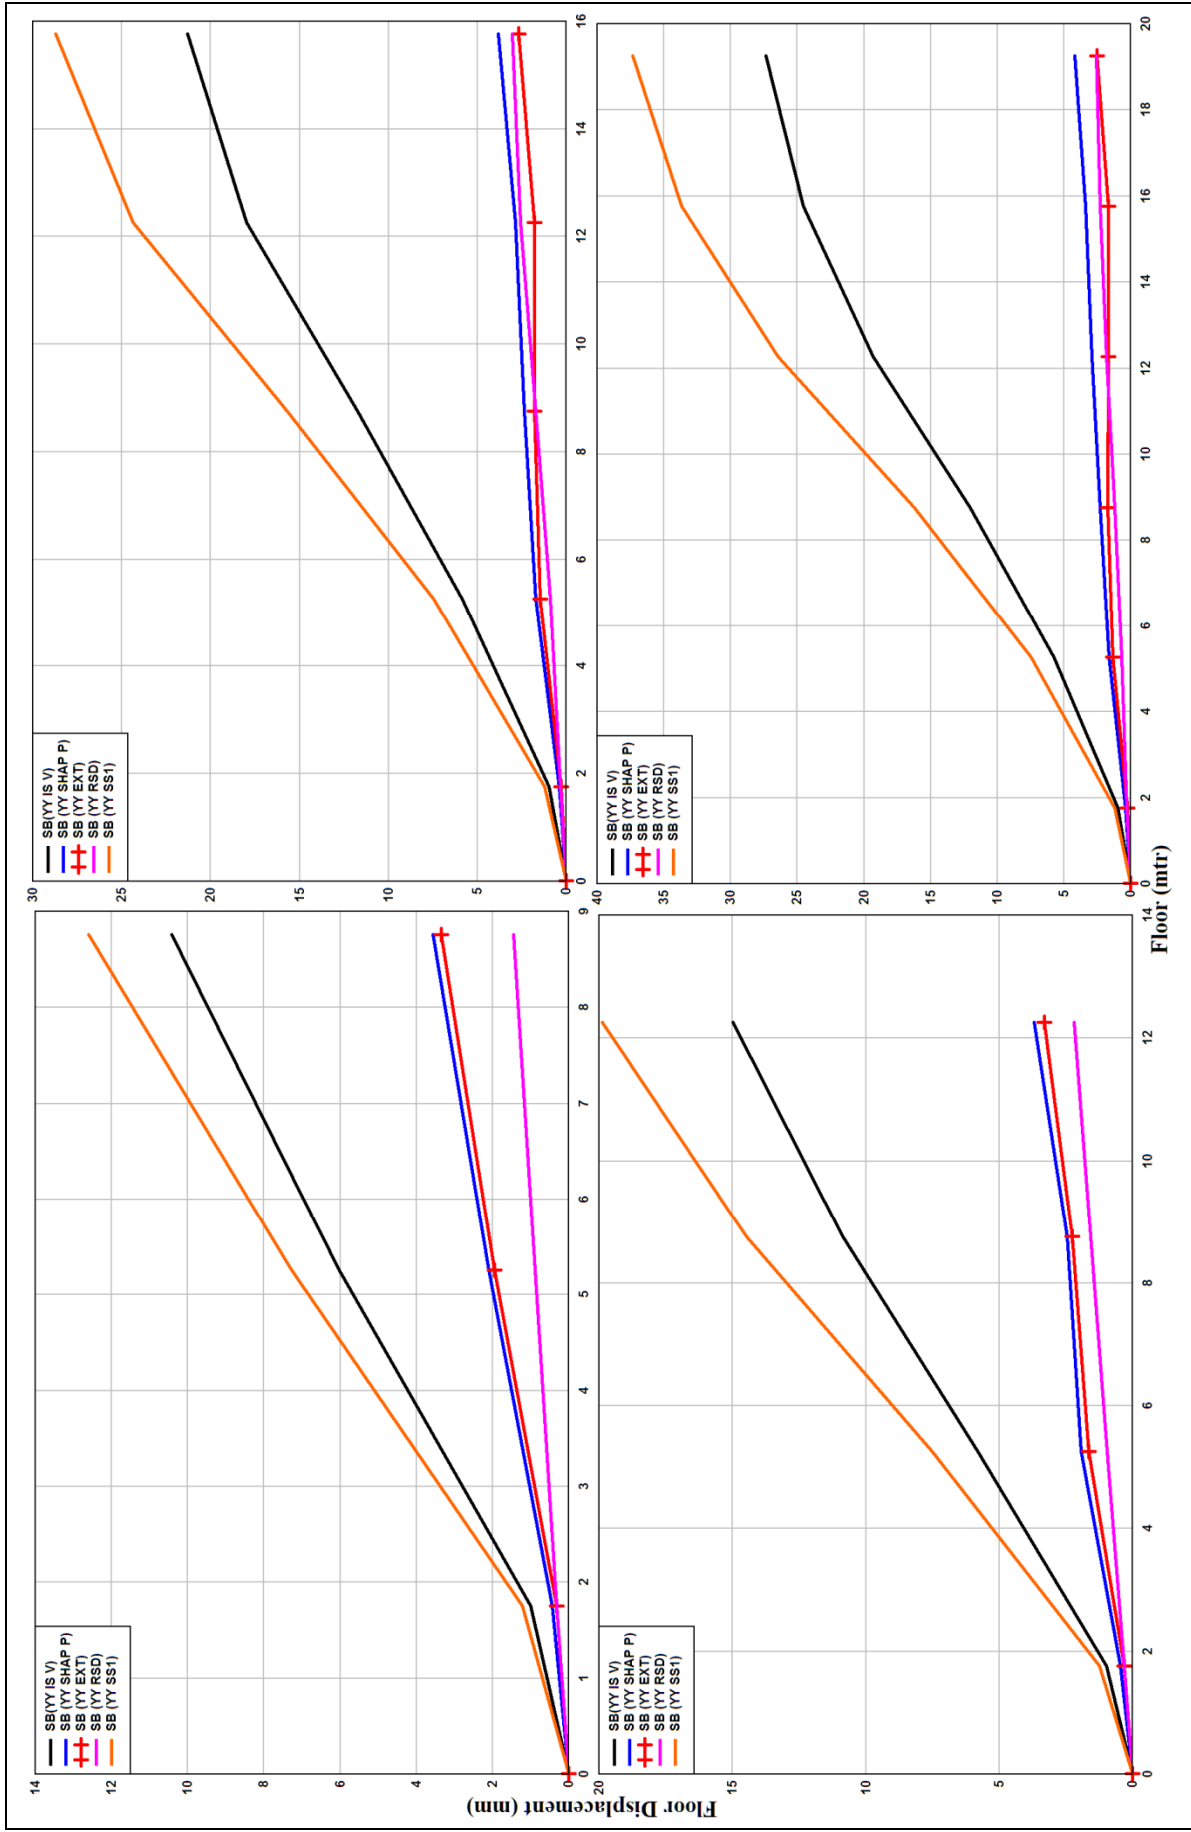 Floor Displacement (mm)
14
12
10
8
6
4
2
0
SB(YY IS V)
SB (YY SHAP P)
SB (YY EXT)
SB (YY RSD)
SB (YY SS1)
0 1 2 3 4 5 6 7 8 9
30
25
20
15
10
5
0
SB(YY IS V)
SB (YY SHAP P)
SB (YY EXT)
SB (YY RSD)
SB (YY SS1)
0 2 4 6 8 10 12 14 16
20
15
10
5
0
SB(YY IS V)
SB (YY SHAP P)
SB (YY EXT)
SB (YY RSD)
SB (YY SS1)
0 2 4 6 8 10 12 14
40
35
30
25
20
15
10
5
0
SB(YY IS V)
SB (YY SHAP P)
SB (YY EXT)
SB (YY RSD)
SB (YY SS1)
0 2 4 6 8 10 12 14 16 18 20
Floor (mtr)